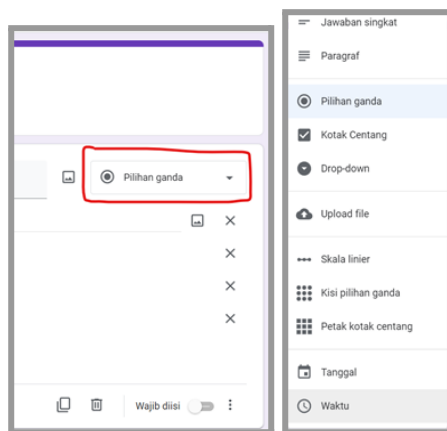 Pilihan ganda
Wajib diisi
Jawaban singkat
Paragraf
Pilihan ganda
Kotak Centang
Drop-down
Upload file
Skala linier
Kisi pilihan ganda
Petak kotak centang
Tanggal
Waktu